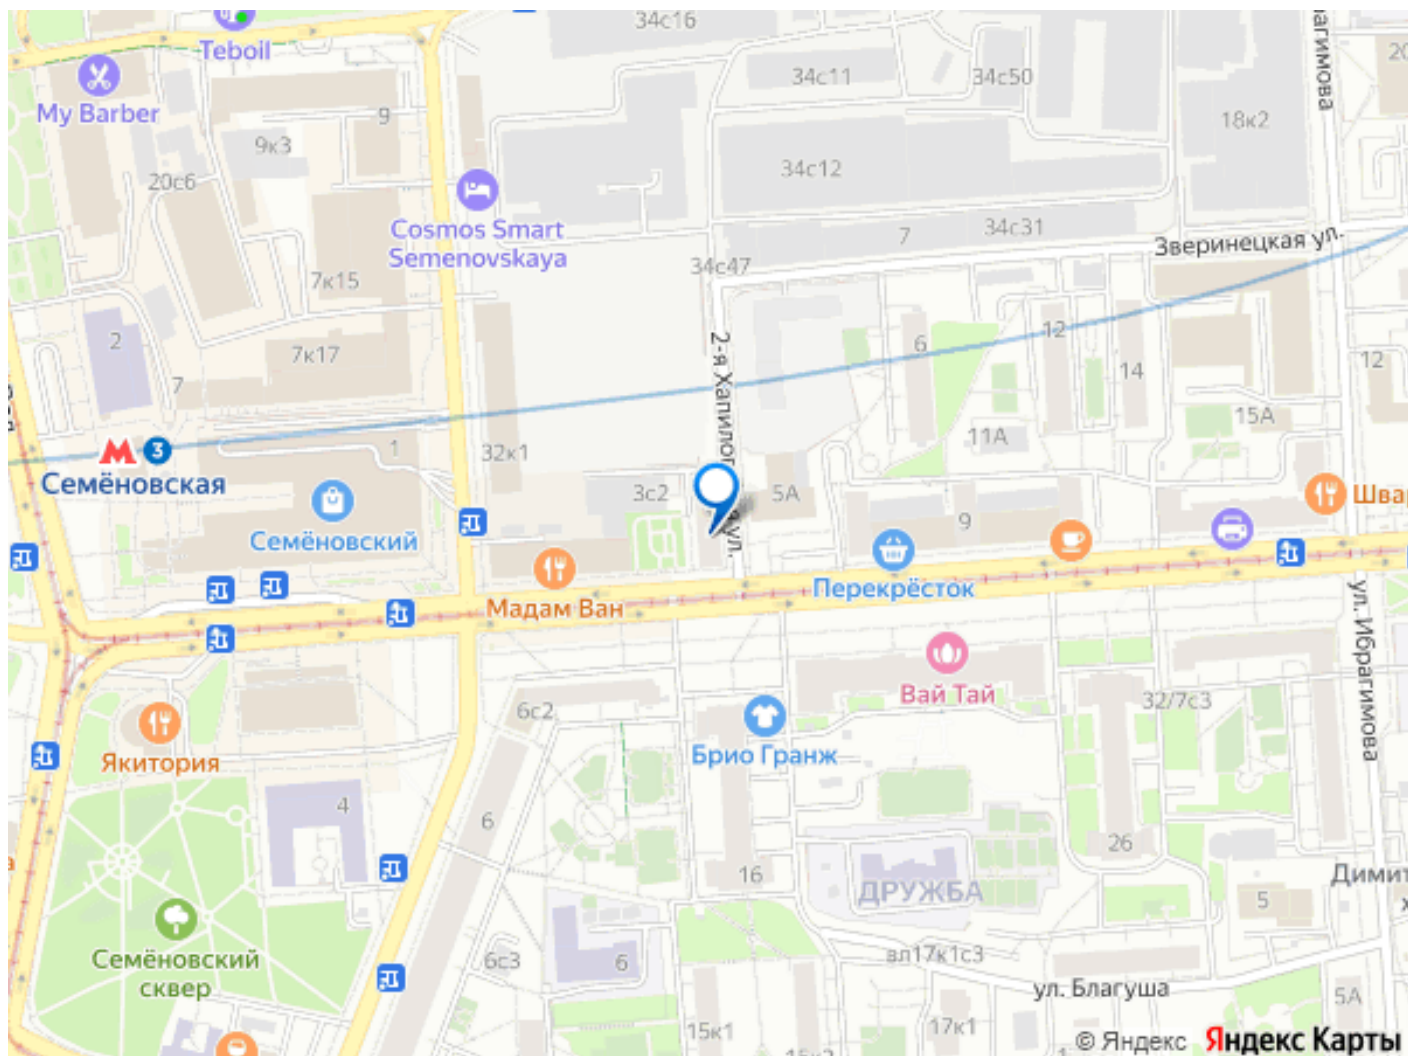 34с16
Teboil
My Barber
9
9к3
20с6
34с11
34с50
18к2
34с12
Cosmos Smart
Semenovskaya
7
34с31
Зверинецкая ул.
34с47
7к15
2
7к17
7
2-я Хапилов
я ул.
6
12
14
12
15А
11А
1
32к1
3
Семёновская
Семёновский
3с2
5А
9
Швар
Перекрёсток
Мадам Ван
ул. Ибрагимова
Вай Тай
32/7с3
6с2
Брио Гранж
Якитория
4
6
16
26
ДРУЖБА
Димит
5
Семёновский
сквер
6с3
6
вл17к1с3
ул. Благуша
5А
15к1
17к1
© Яндекс
Яндекс Карты